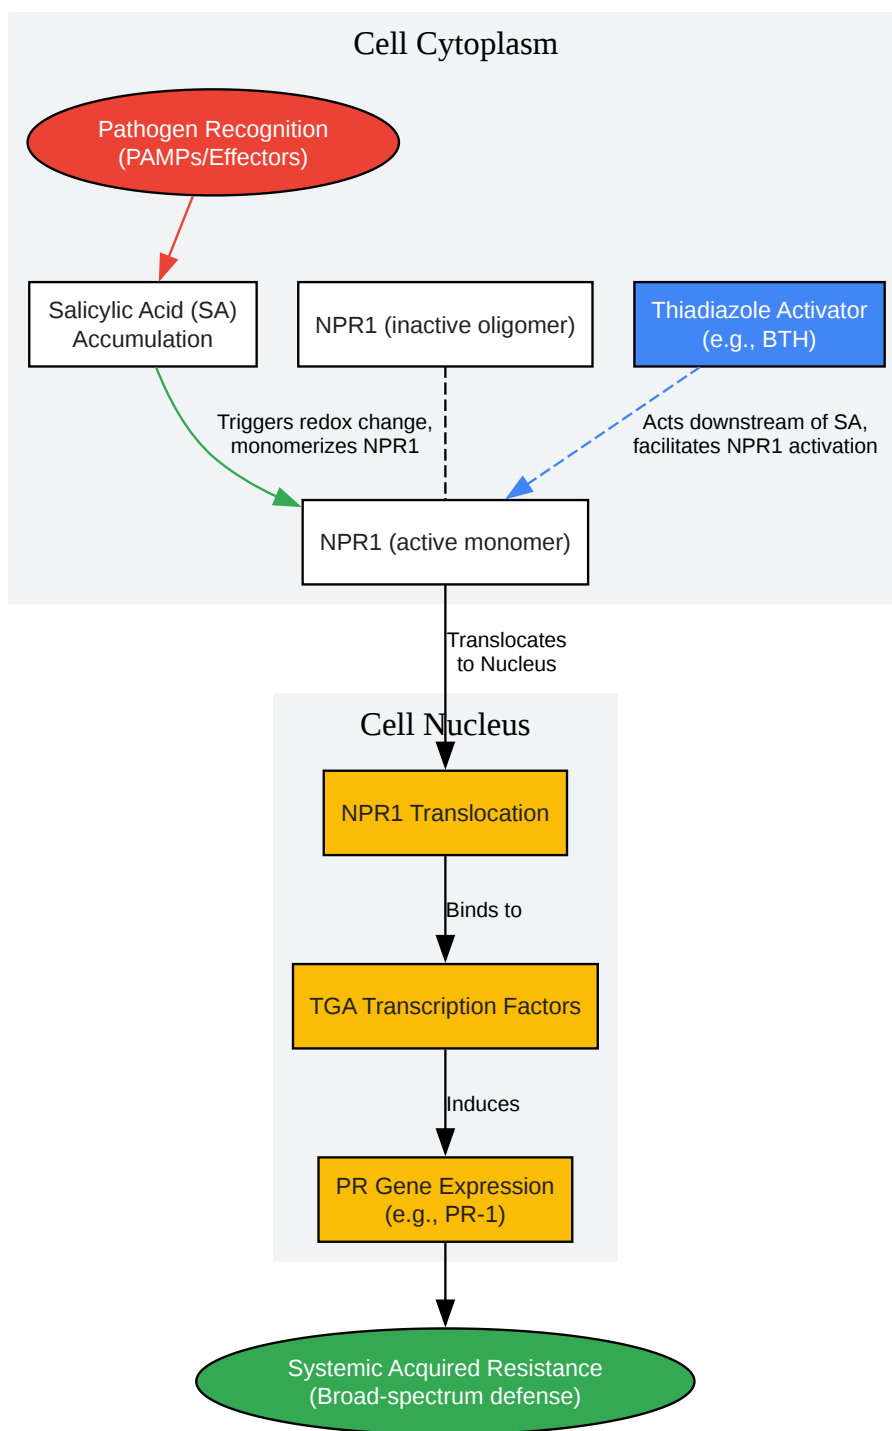 Cell Cytoplasm
Pathogen Recognition
(PAMPs/Effectors)
Salicylic Acid (SA)
Accumulation
NPR1 (inactive oligomer)
Thiadiazole Activator
(e.g., BTH)
Triggers redox change,
monomerizes NPR1
Acts downstream of SA,
facilitates NPR1 activation
NPR1 (active monomer)
Translocates
to Nucleus
Cell Nucleus
NPR1 Translocation
Binds to
TGA Transcription Factors
Induces
PR Gene Expression
(e.g., PR-1)
Systemic Acquired Resistance
(Broad-spectrum defense)